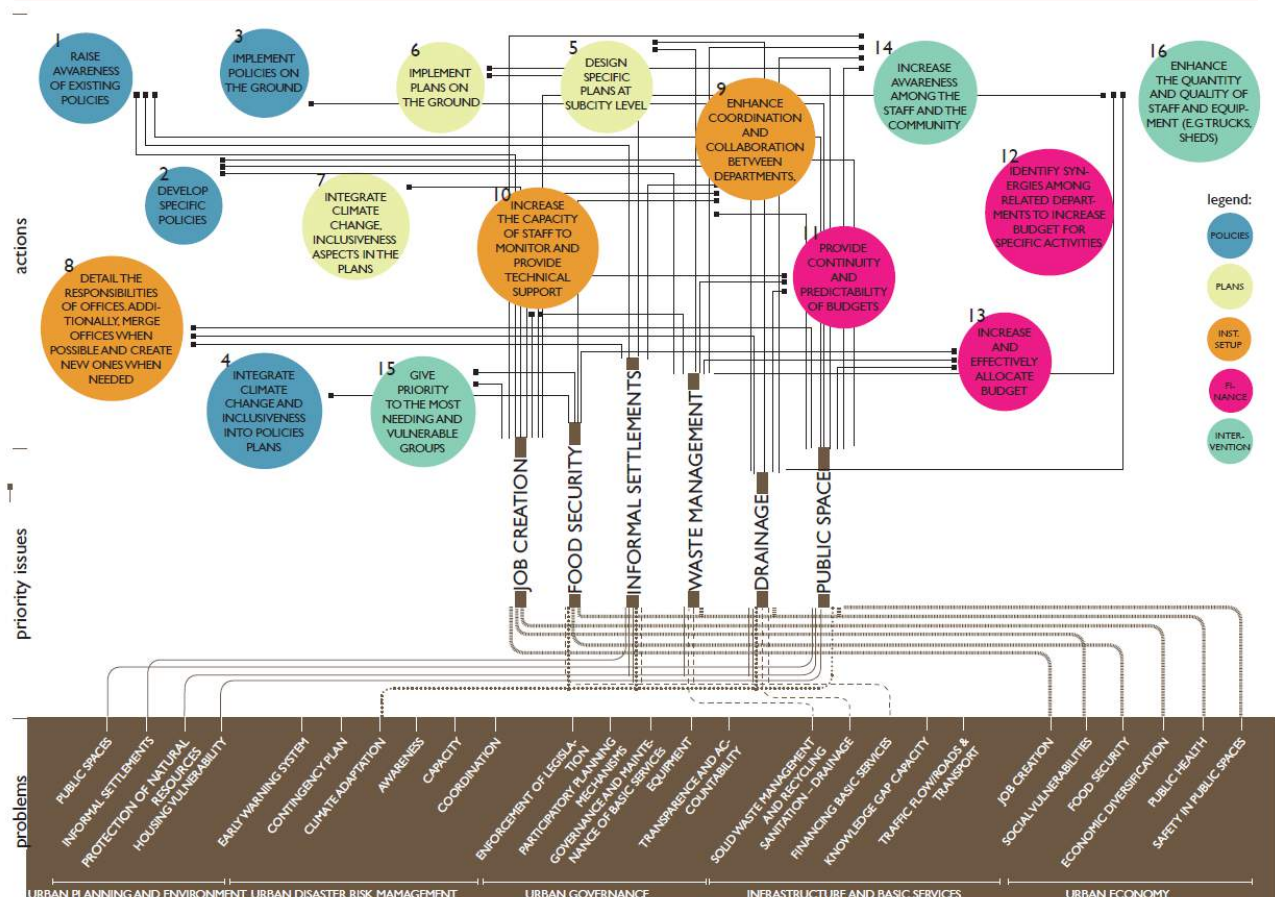 1
RAISE
AWARENESS
OF EXISTING
POLICIES
3
IMPLEMENT
POLICIES ON
THE GROUND
6
IMPLEMENT
PLANS ON
THE GROUND
5
DESIGN
SPECIFIC
PLANS AT
SUBCITY LEVEL
14
INCREASE
AWARENESS
AMONG THE
STAFF AND THE
COMMUNITY
16
ENHANCE
THE QUANTITY
AND QUALITY OF
STAFF AND EQUIP-
MENT (E.G TRUCKS,
SHEDS)
9
ENHANCE
COORDINATION
AND
COLLABORATION
BETWEEN
DEPARTMENTS,
2
DEVELOP
SPECIFIC
POLICIES
7
INTEGRATE
CLIMATE
CHANGE,
INCLUSIVENESS
ASPECTS IN THE
PLANS
10
INCREASE
THE CAPACITY
OF STAFF TO
MONITOR AND
PROVIDE
TECHNICAL
SUPPORT
12
IDENTIFY SYN-
ERGIES AMONG
RELATED DEPART-
MENTS TO INCREASE
BUDGET FOR
SPECIFIC ACTIVITIES
11
PROVIDE
CONTINUITY
AND
PREDICTABILITY
OF BUDGETS
8
DETAIL THE
RESPONSIBILITIES
OF OFFICES. ADDI-
TIONALLY, MERGE
OFFICES WHEN
POSSIBLE AND CREATE
NEW ONES WHEN
NEEDED
13
INCREASE
AND
EFFECTIVELY
ALLOCATE
BUDGET
4
INTEGRATE
CLIMATE
CHANGE AND
INCLUSIVENESS
INTO POLICIES
PLANS
15
GIVE
PRIORITY
TO THE MOST
NEEDING AND
VULNERABLE
GROUPS
legend:
POLICIES
PLANS
INST.
SETUP
FI-
NANCE
INTER-
VENTION
actions
priority issues
problems
JOB CREATION
FOOD SECURITY
INFORMAL SETTLEMENTS
WASTE MANAGEMENT
DRAINAGE
PUBLIC SPACE
PUBLIC SPACES
INFORMAL SETTLEMENTS
PROTECTION OF NATURAL
RESOURCES
HOUSING VULNERABILITY
EARLY WARNING SYSTEM
CONTINGENCY PLAN
CLIMATE ADAPTATION
AWARENESS
CAPACITY
COORDINATION
ENFORCEMENT OF LEGISLA-
TION
PARTICIPATORY PLANNING
MECHANISMS
GOVERNANCE AND MAINTE-
NANCE OF BASIC SERVICES
EQUIPMENT
TRANSPARENCE AND AC-
COUNTABILITY
SOLID WASTE MANAGEMENT
AND RECYCLING
SANITATION – DRAINAGE
FINANCING BASIC SERVICES
KNOWLEDGE GAP CAPACITY
TRAFFIC FLOW/ROADS &
TRANSPORT
JOB CREATION
SOCIAL VULNERABILITIES
FOOD SECURITY
ECONOMIC DIVERSIFICATION
PUBLIC HEALTH
SAFETY IN PUBLIC SPACES
URBAN PLANNING AND ENVIRONMENT
URBAN DISASTER RISK MAMAGEMENT
URBAN GOVERNANCE
INFRASTRUCTURE AND BASIC SERVICES
URBAN ECONOMY